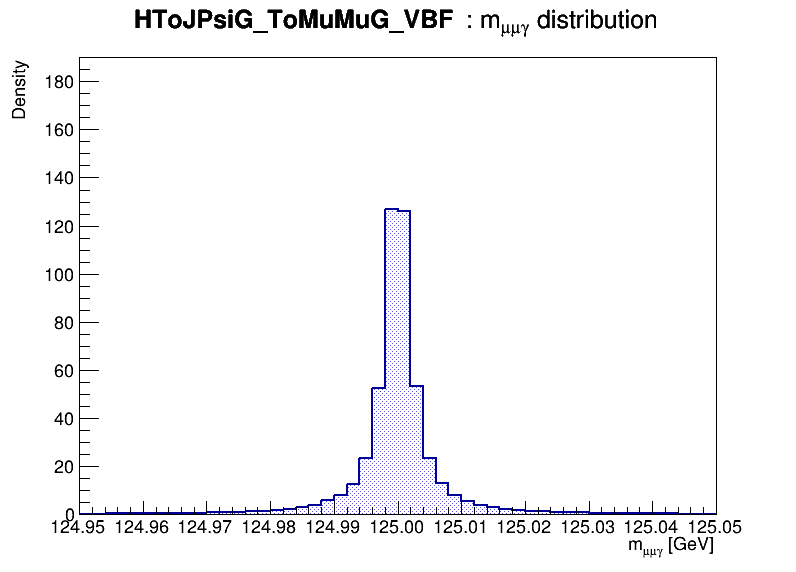 HToJPsiG_ToMuMuG_VBF : mμμγ distribution
Density
180
160
140
120
100
80
60
40
20
0
124.95 124.96 124.97 124.98 124.99 125.00 125.01 125.02 125.03 125.04 125.05
mμμγ [GeV]